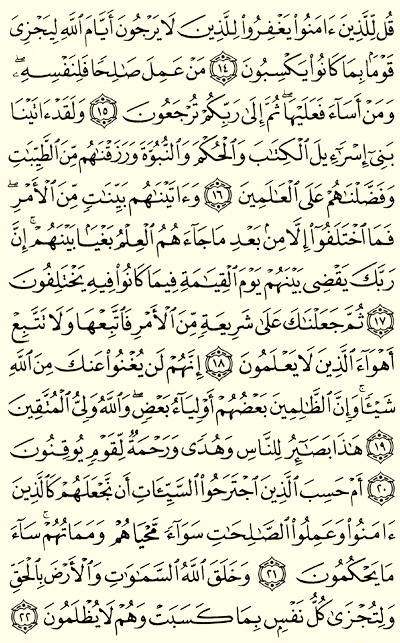 قُل لِّلَّذِينَ ءَامَنُوا۟ يَغْفِرُوا۟ لِلَّذِينَ لَا يَرْجُونَ أَيَّامَ ٱللَّهِ لِيَجْزِىَ
قَوْمًۢا بِمَا كَانُوا۟ يَكْسِبُونَ ١٤ مَنْ عَمِلَ صَٰلِحًا فَلِنَفْسِهِۦ ۖ
وَمَنْ أَسَآءَ فَعَلَيْهَا ۖ ثُمَّ إِلَىٰ رَبِّكُمْ تُرْجَعُونَ ١٥ وَلَقَدْ ءَاتَيْنَا
بَنِىٓ إِسْرَٰٓءِيلَ ٱلْكِتَٰبَ وَٱلْحُكْمَ وَٱلنُّبُوَّةَ وَرَزَقْنَٰهُم مِّنَ ٱلطَّيِّبَٰتِ
وَفَضَّلْنَٰهُمْ عَلَى ٱلْعَٰلَمِينَ ١٦ وَءَاتَيْنَٰهُم بَيِّنَٰتٍ مِّنَ ٱلْأَمْرِ ۖ
فَمَا ٱخْتَلَفُوٓا۟ إِلَّا مِنۢ بَعْدِ مَا جَآءَهُمُ ٱلْعِلْمُ بَغْيًۢا بَيْنَهُمْ ۚ إِنَّ
رَبَّكَ يَقْضِى بَيْنَهُمْ يَوْمَ ٱلْقِيَٰمَةِ فِيمَا كَانُوا۟ فِيهِ يَخْتَلِفُونَ
١٧ ثُمَّ جَعَلْنَٰكَ عَلَىٰ شَرِيعَةٍ مِّنَ ٱلْأَمْرِ فَٱتَّبِعْهَا وَلَا تَتَّبِعْ
أَهْوَآءَ ٱلَّذِينَ لَا يَعْلَمُونَ ١٨ إِنَّهُمْ لَن يُغْنُوا۟ عَنكَ مِنَ ٱللَّهِ
شَيْـًٔا ۚ وَإِنَّ ٱلظَّٰلِمِينَ بَعْضُهُمْ أَوْلِيَآءُ بَعْضٍ ۖ وَٱللَّهُ وَلِىُّ ٱلْمُتَّقِينَ
١٩ هَٰذَا بَصَٰٓئِرُ لِلنَّاسِ وَهُدًى وَرَحْمَةٌ لِّقَوْمٍ يُوقِنُونَ
٢٠ أَمْ حَسِبَ ٱلَّذِينَ ٱجْتَرَحُوا۟ ٱلسَّيِّـَٔاتِ أَن نَّجْعَلَهُمْ كَٱلَّذِينَ
ءَامَنُوا۟ وَعَمِلُوا۟ ٱلصَّٰلِحَٰتِ سَوَآءً مَّحْيَاهُمْ وَمَمَاتُهُمْ ۚ سَآءَ
مَا يَحْكُمُونَ ٢١ وَخَلَقَ ٱللَّهُ ٱلسَّمَٰوَٰتِ وَٱلْأَرْضَ بِٱلْحَقِّ
وَلِتُجْزَىٰ كُلُّ نَفْسٍۭ بِمَا كَسَبَتْ وَهُمْ لَا يُظْلَمُونَ ٢٢